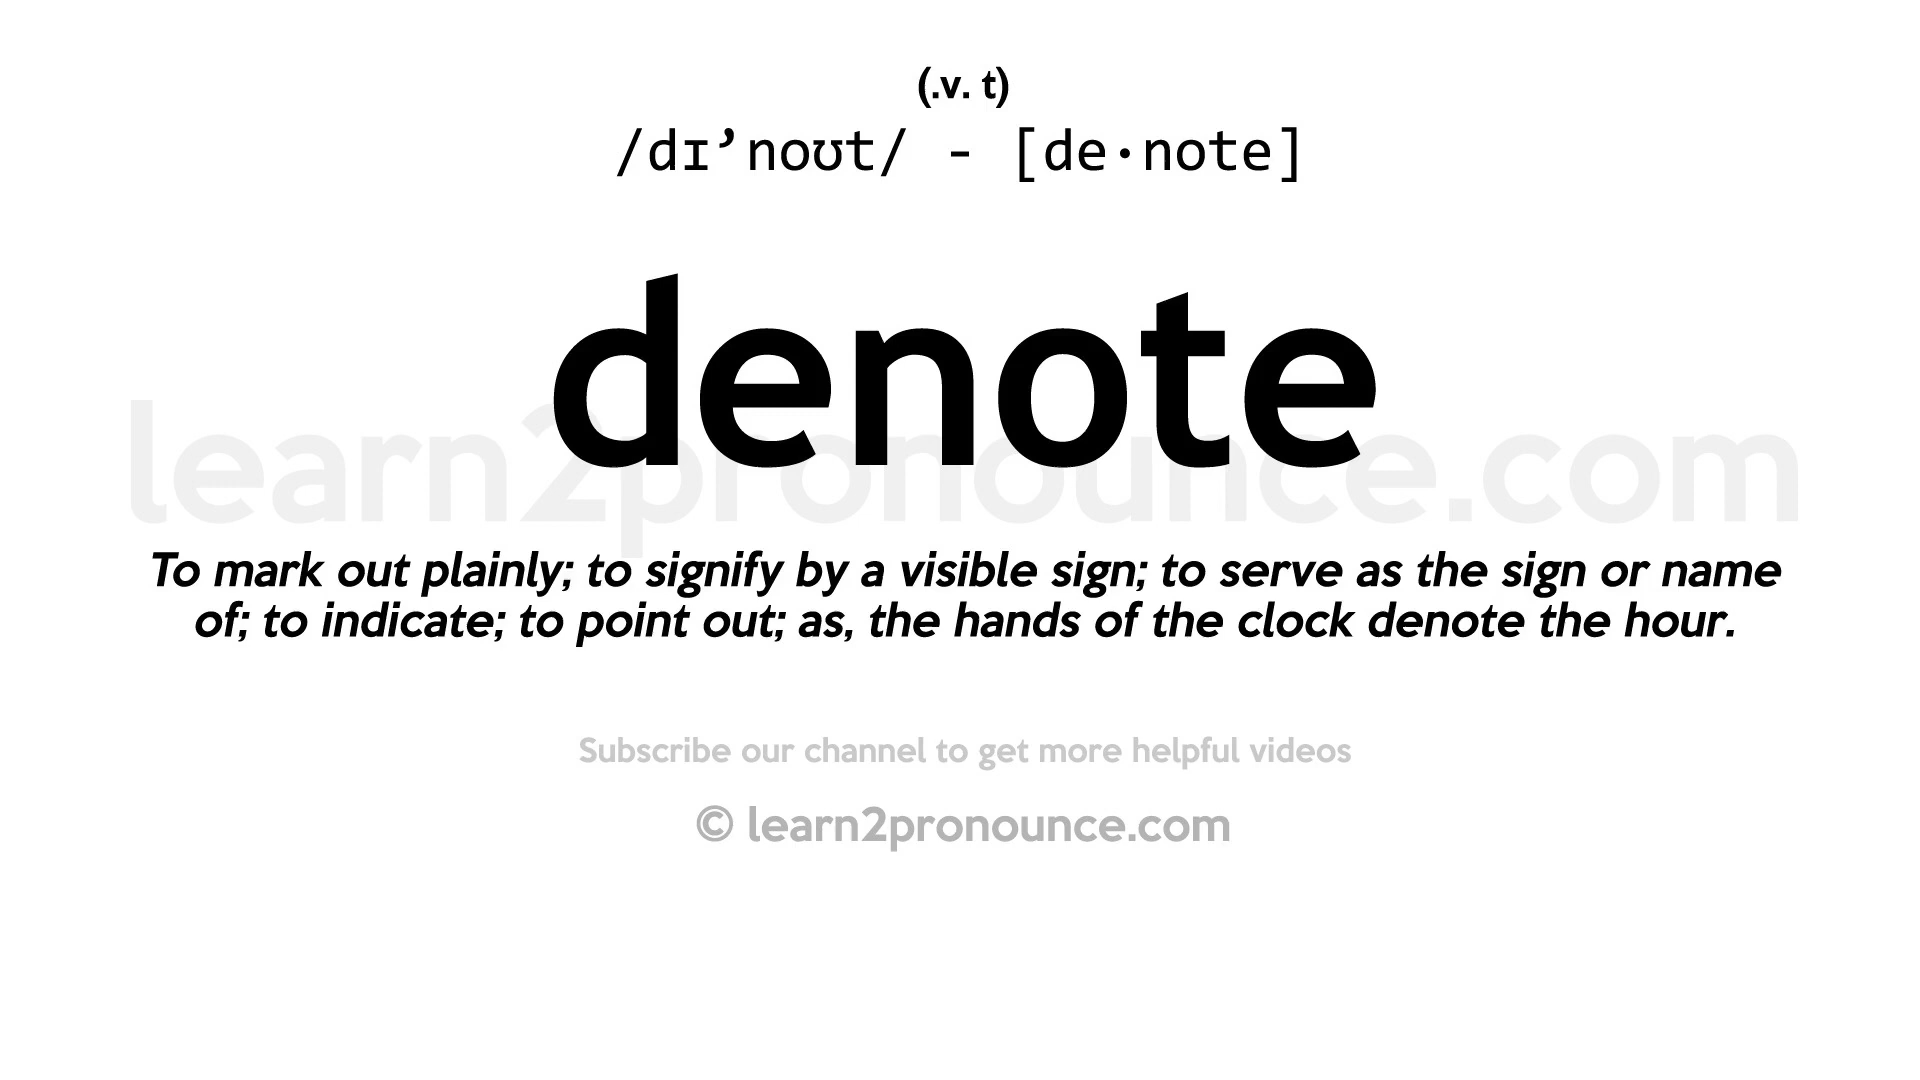 (.v. t)
/dɪ’noʊt/ - [de·note]
denote
learn2pronounce.com
To mark out plainly; to signify by a visible sign; to serve as the sign or name
of; to indicate; to point out; as, the hands of the clock denote the hour.
Subscribe our channel to get more helpful videos
© learn2pronounce.com